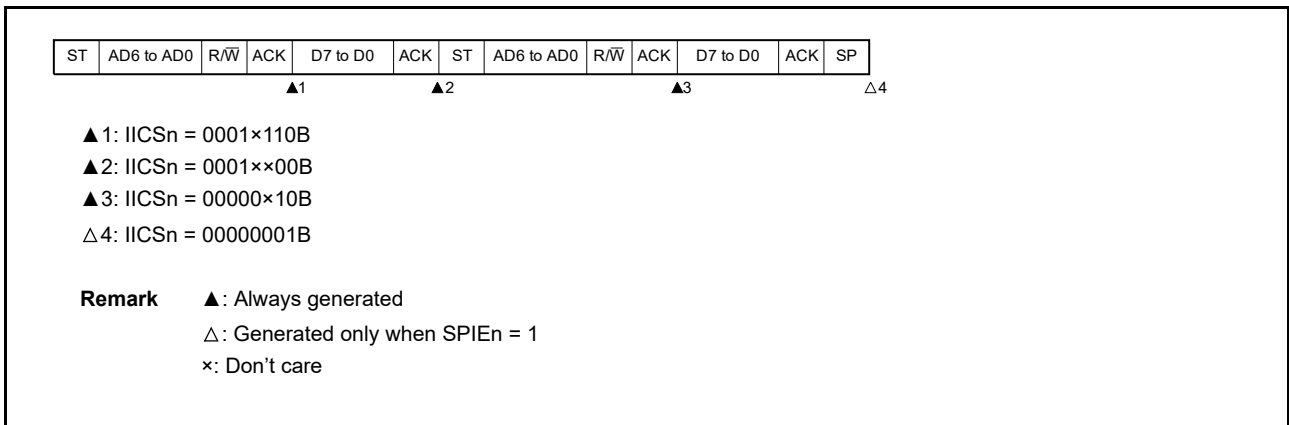 ST AD6 to AD0 R/W̅ ACK D7 to D0 ACK ST AD6 to AD0 R/W̅ ACK D7 to D0 ACK SP
▲1 ▲2 ▲3 △4
▲1: IICSn = 0001×110B
▲2: IICSn = 0001××00B
▲3: IICSn = 00000×10B
△4: IICSn = 00000001B
Remark ▲: Always generated
△: Generated only when SPIEn = 1
×: Don’t care